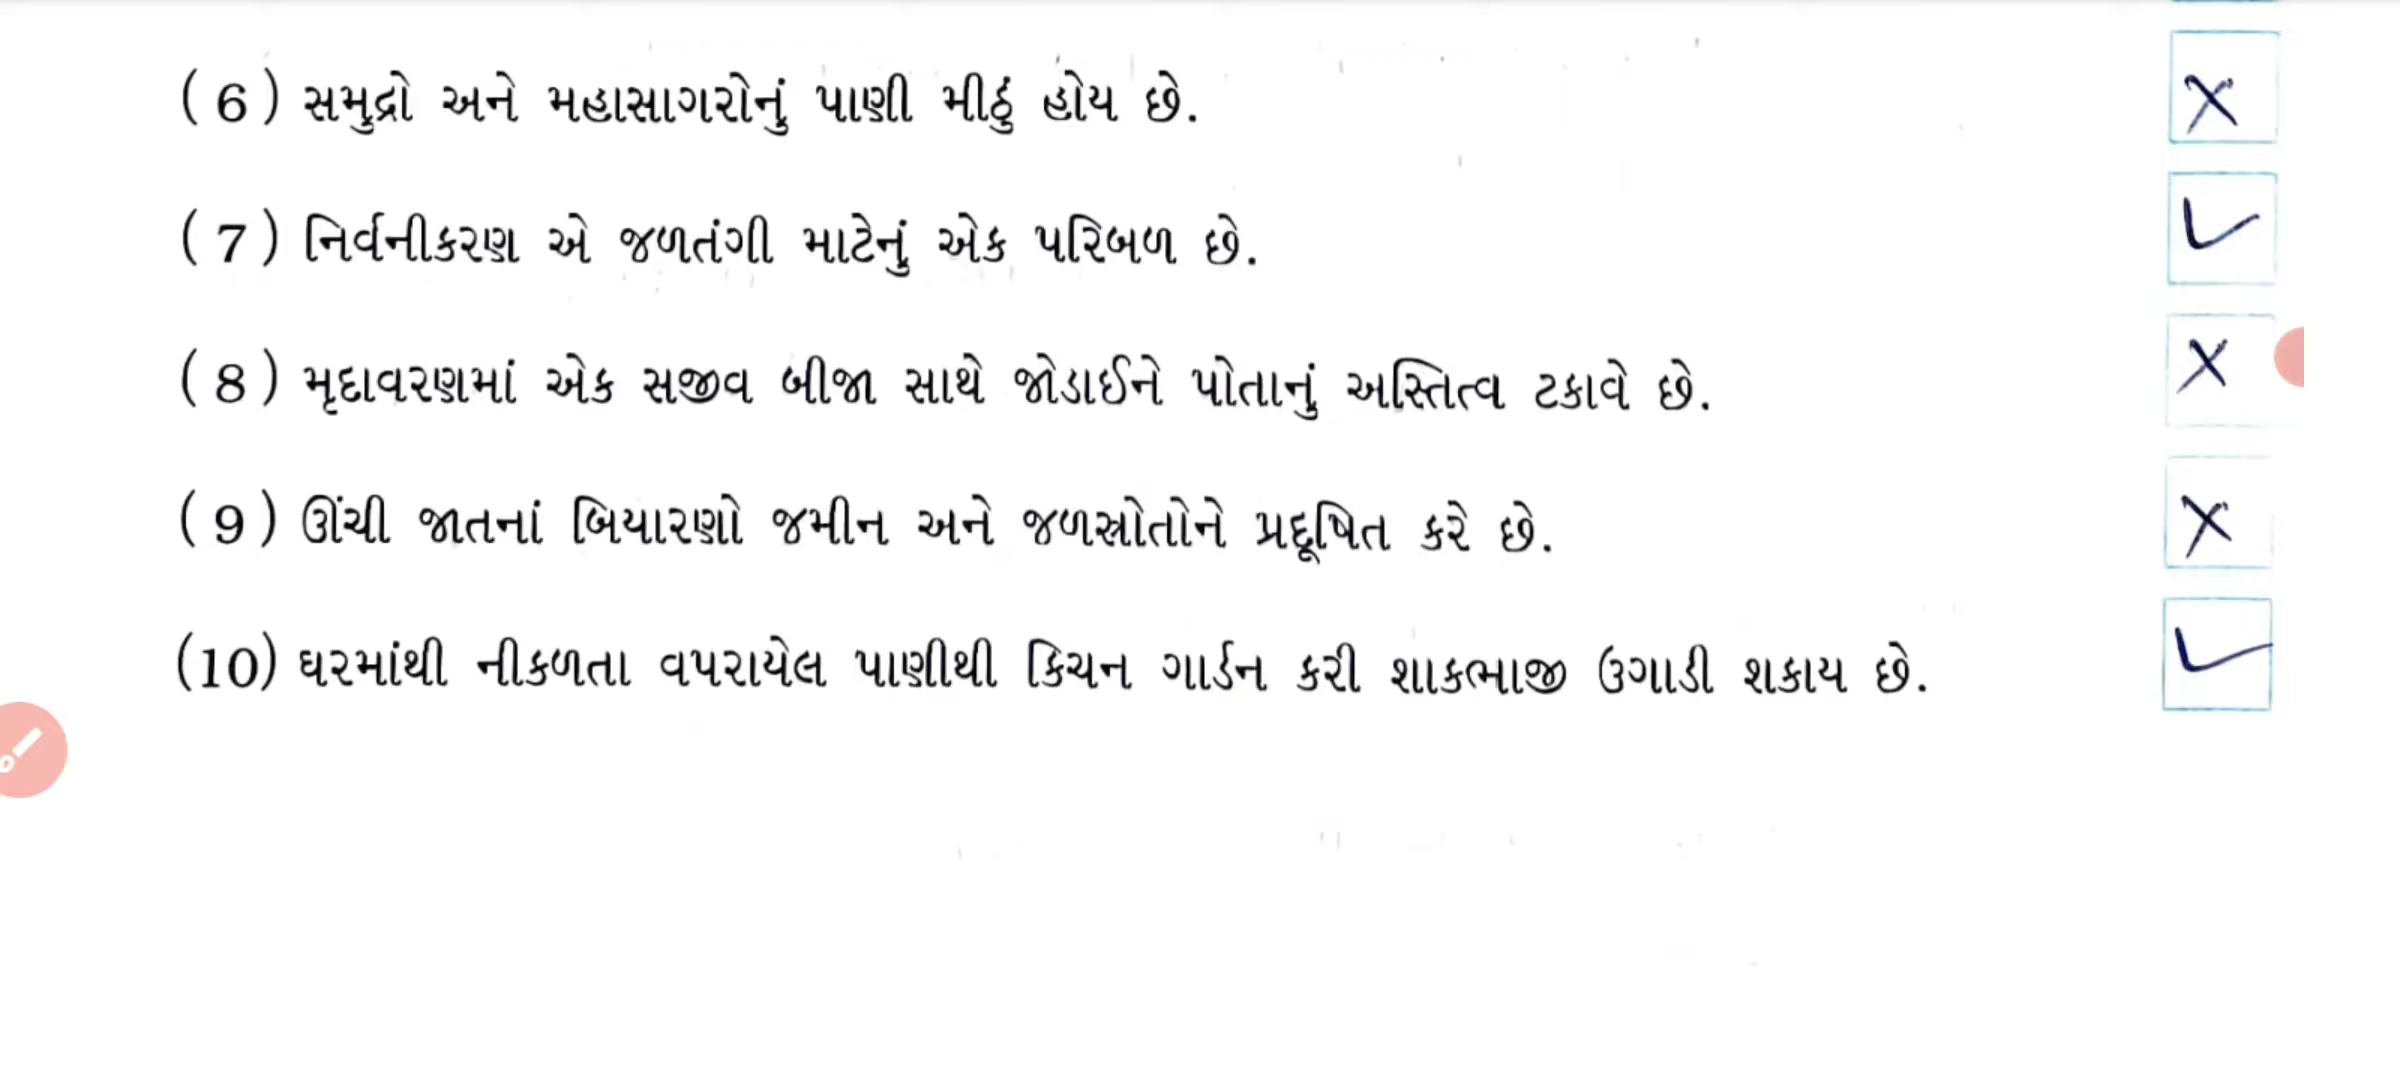 (6) સમુદ્રો અને મહાસાગરોનું પાણી મીઠું હોય છે. ✗
(7) નિર્વનીકરણ એ જળતંગી માટેનું એક પરિબળ છે. ✓
(8) મૃદાવરણમાં એક સજીવ બીજા સાથે જોડાઈને પોતાનું અસ્તિત્વ ટકાવે છે. ✗
(9) ઊંચી જાતનાં બિયારણો જમીન અને જળસ્રોતોને પ્રદૂષિત કરે છે. ✗
(10) ઘરમાંથી નીકળતા વપરાયેલ પાણીથી કિચન ગાર્ડન કરી શાકભાજી ઉગાડી શકાય છે. ✓